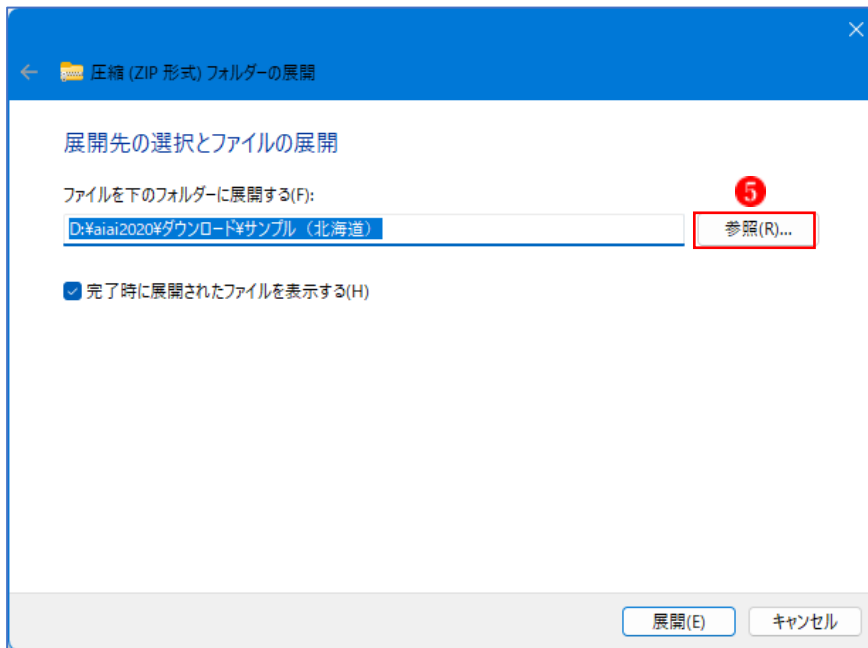 圧縮 (ZIP 形式) フォルダーの展開
展開先の選択とファイルの展開
ファイルを下のフォルダーに展開する(F):
5
D:¥aiai2020¥ダウンロード¥サンプル（北海道）
参照(R)...
完了時に展開されたファイルを表示する(H)
展開(E)
キャンセル